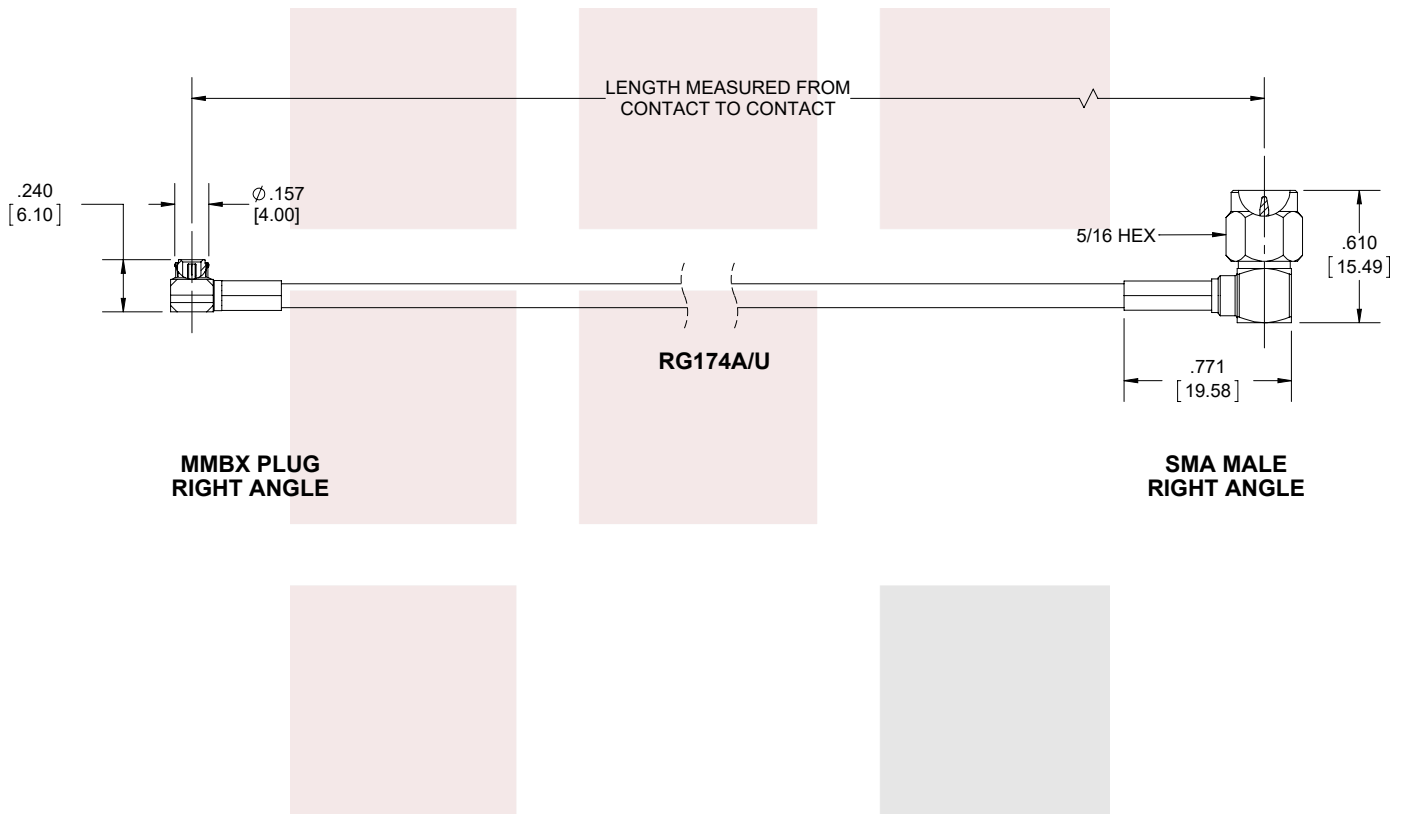 LENGTH MEASURED FROM
CONTACT TO CONTACT
.240
[6.10]
Ø.157
[4.00]
5/16 HEX
.610
[15.49]
RG174A/U
.771
[19.58]
MMBX PLUG
RIGHT ANGLE
SMA MALE
RIGHT ANGLE